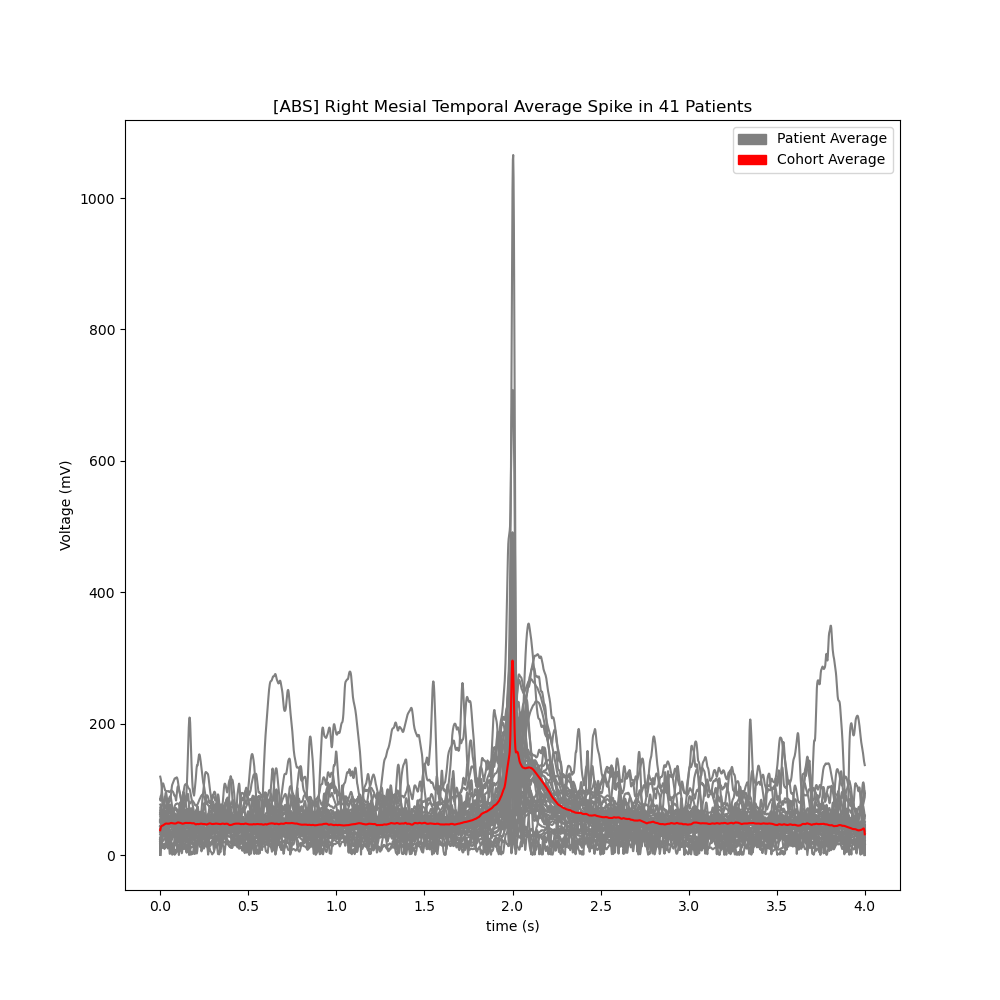 [ABS] Right Mesial Temporal Average Spike in 41 Patients
Patient Average
Cohort Average
1000
800
600
400
200
0
Voltage (mV)
0.0 0.5 1.0 1.5 2.0 2.5 3.0 3.5 4.0
time (s)